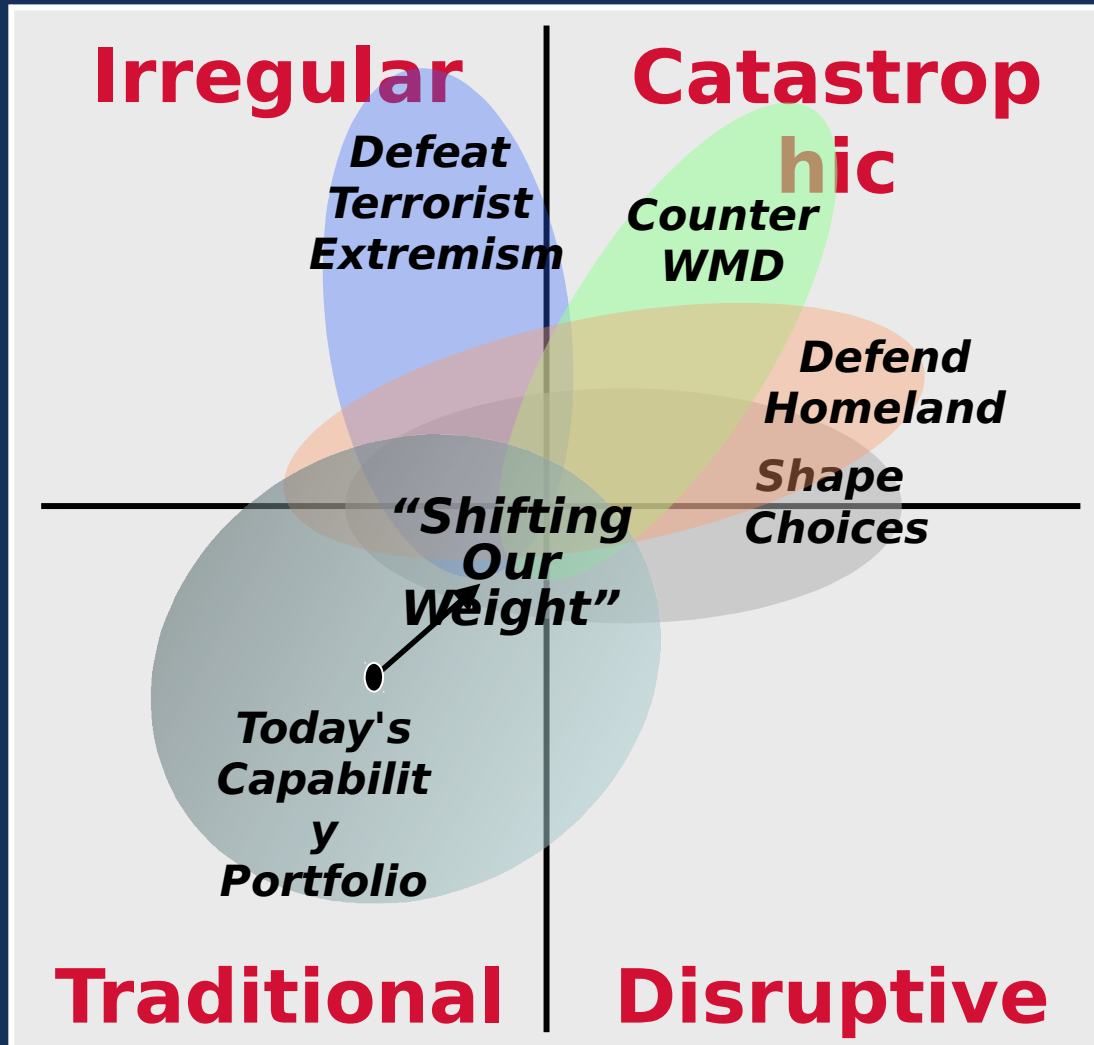 Irregular
Catastrop
hic
Defeat
Terrorist
Extremism
Counter
WMD
Defend
Homeland
Shape
Choices
“Shifting
Our
Weight”
Today's
Capabilit
y
Portfolio
Traditional
Disruptive